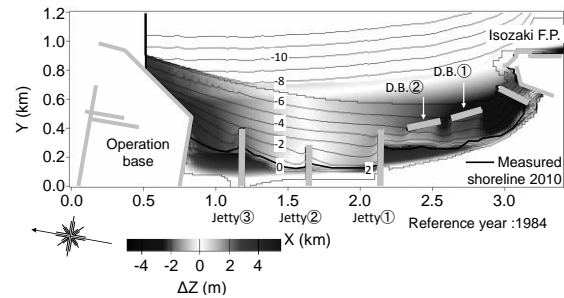 1.2
1.0
0.8
0.6
0.4
0.2
0.0
Y (km)
Isozaki F.P.
-10
-8
-6
-4
-2
0
2
D.B.①
D.B.②
Operation
base
Measured
shoreline 2010
0.0 0.5 1.0 1.5 2.0 2.5 3.0
Jetty③ Jetty② Jetty①
X (km)
Reference year :1984
-4 -2 0 2 4
ΔZ (m)